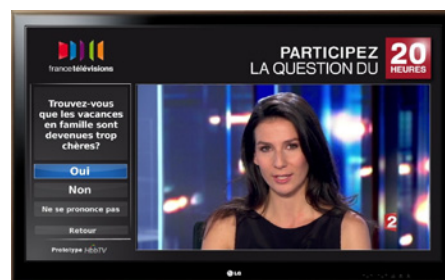 francetélévisions
PARTICIPEZ
LA QUESTION DU
20
HEURES
Trouvez-vous
que les vacances
en famille sont
devenues trop
chères?
Oui
Non
Ne se prononce pas
Retour
Prototype HbbTV
2
LG